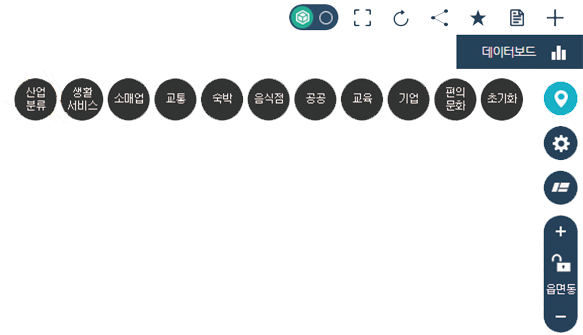 데이터보드
산업
분류
생활
서비스
소매업
교통
숙박
음식점
공공
교육
기업
편의
문화
초기화
+
읍면동
−